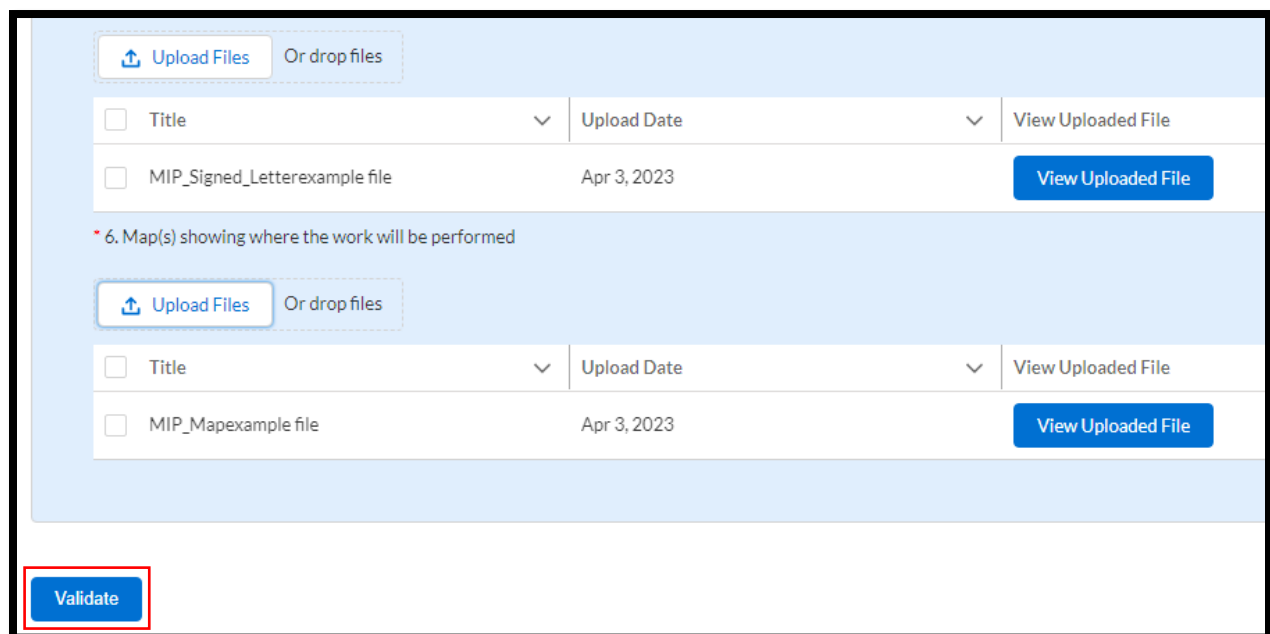 Upload Files Or drop files
Title Upload Date View Uploaded File
MIP_Signed_Letterexample file Apr 3, 2023 View Uploaded File
* 6. Map(s) showing where the work will be performed
Upload Files Or drop files
Title Upload Date View Uploaded File
MIP_Mapexample file Apr 3, 2023 View Uploaded File
Validate